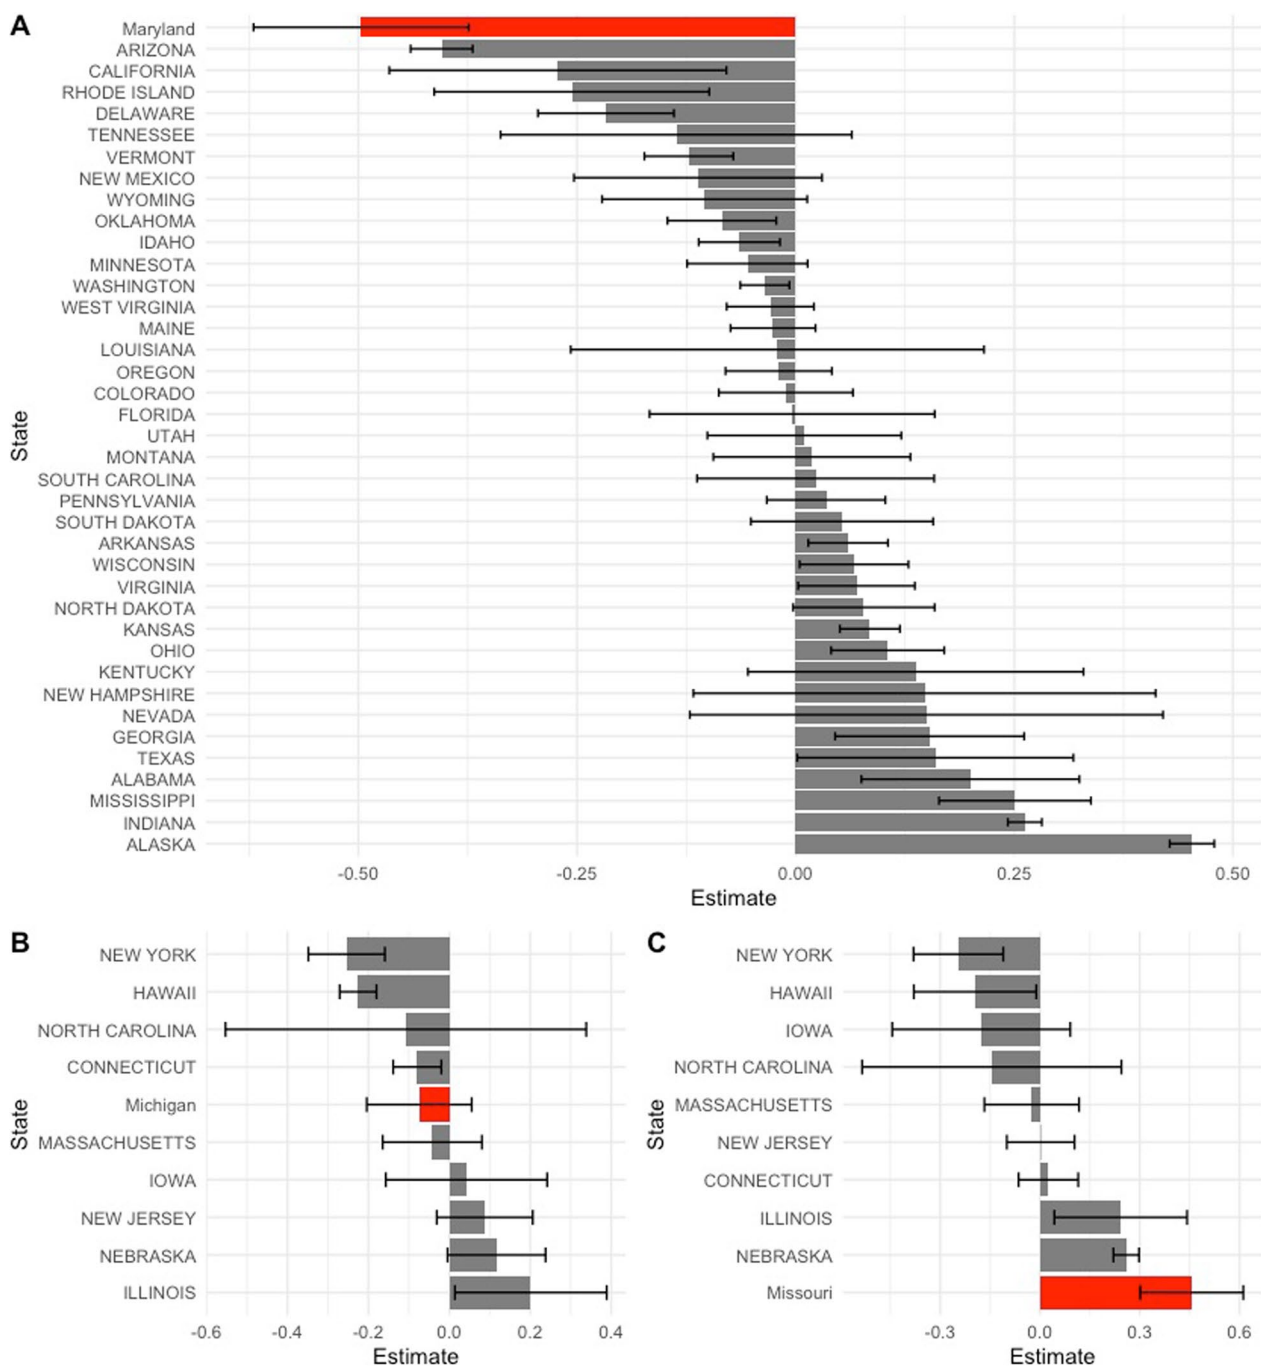 A
Maryland
ARIZONA
CALIFORNIA
RHODE ISLAND
DELAWARE
TENNESSEE
VERMONT
NEW MEXICO
WYOMING
OKLAHOMA
IDAHO
MINNESOTA
WASHINGTON
WEST VIRGINIA
MAINE
LOUISIANA
OREGON
COLORADO
FLORIDA
UTAH
MONTANA
SOUTH CAROLINA
PENNSYLVANIA
SOUTH DAKOTA
ARKANSAS
WISCONSIN
VIRGINIA
NORTH DAKOTA
KANSAS
OHIO
KENTUCKY
NEW HAMPSHIRE
NEVADA
GEORGIA
TEXAS
ALABAMA
MISSISSIPPI
INDIANA
ALASKA
State
-0.50 -0.25 0.00 0.25 0.50
Estimate
B
NEW YORK
HAWAII
NORTH CAROLINA
CONNECTICUT
Michigan
MASSACHUSETTS
IOWA
NEW JERSEY
NEBRASKA
ILLINOIS
State
-0.6 -0.4 -0.2 0.0 0.2 0.4
Estimate
C
NEW YORK
HAWAII
IOWA
NORTH CAROLINA
MASSACHUSETTS
NEW JERSEY
CONNECTICUT
ILLINOIS
NEBRASKA
Missouri
State
-0.3 0.0 0.3 0.6
Estimate